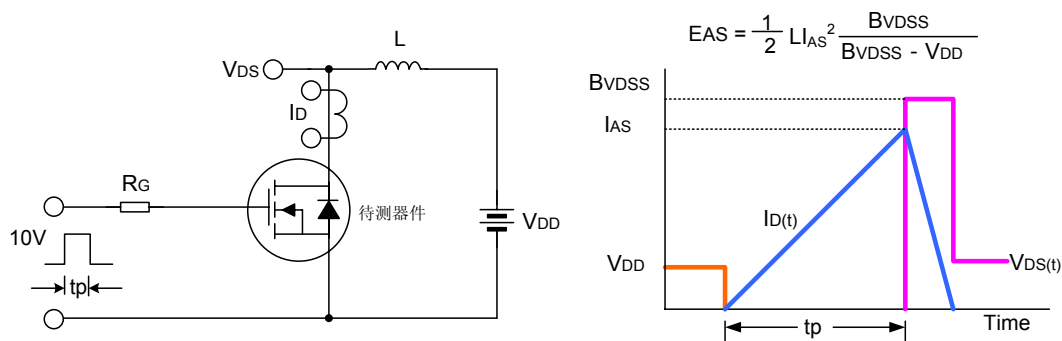 L
VDS
ID
RG
待测器件
10V
VDD
tp
EAS = 1/2 LIAS² BVDSS / (BVDSS - VDD)
BVDSS
IAS
ID(t)
VDD
VDS(t)
tp
Time